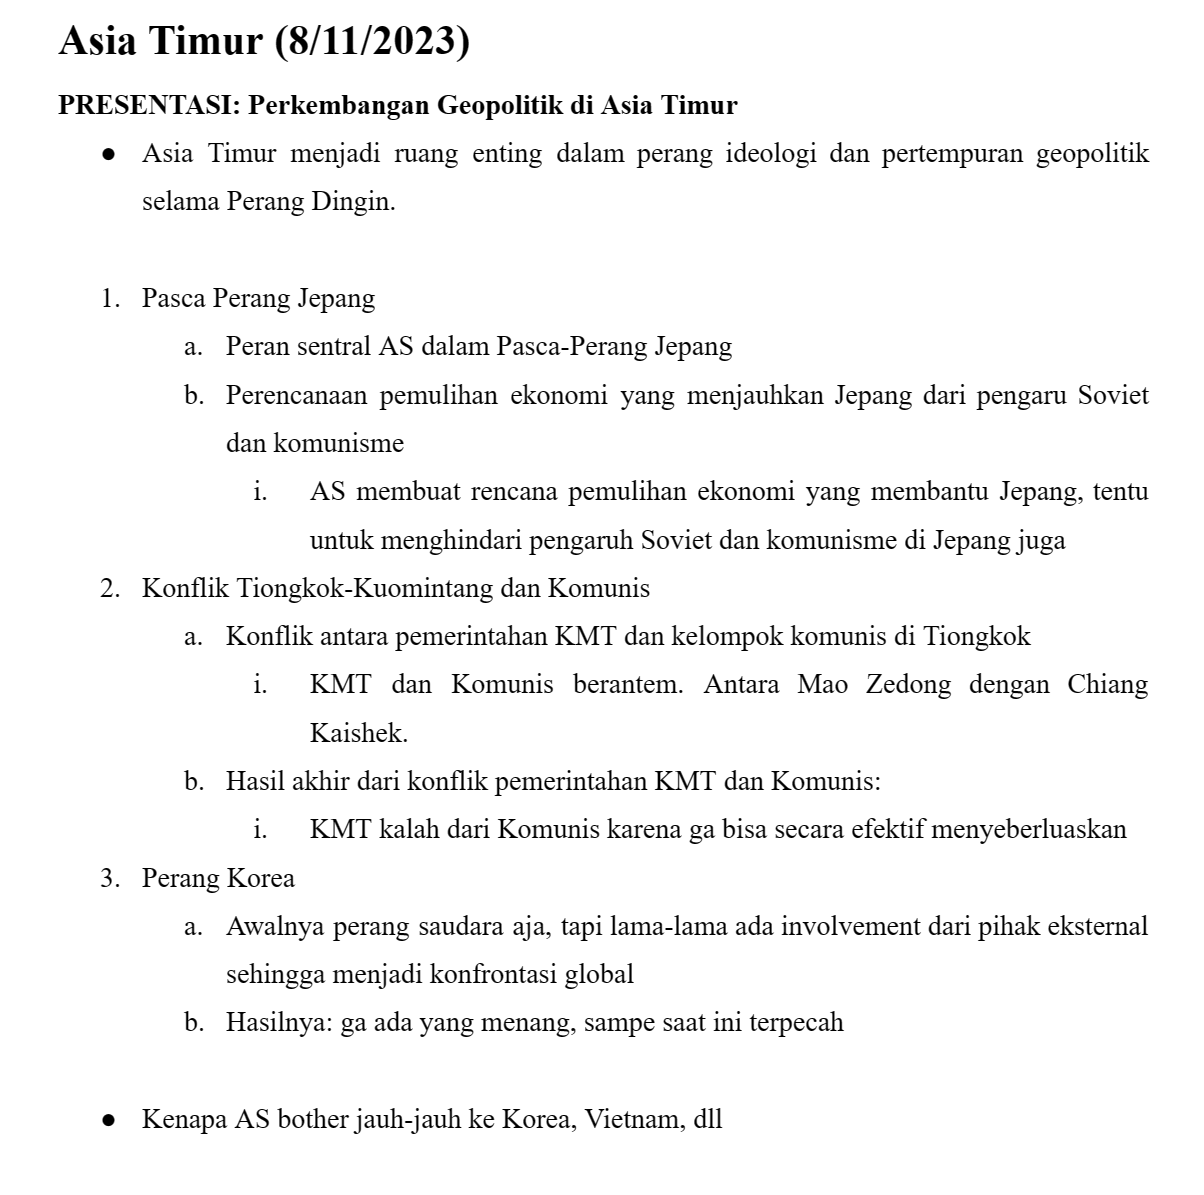 Asia Timur (8/11/2023)
PRESENTASI: Perkembangan Geopolitik di Asia Timur
● Asia Timur menjadi ruang enting dalam perang ideologi dan pertempuran geopolitik
selama Perang Dingin.
1. Pasca Perang Jepang
a. Peran sentral AS dalam Pasca-Perang Jepang
b. Perencanaan pemulihan ekonomi yang menjauhkan Jepang dari pengaru Soviet
dan komunisme
i. AS membuat rencana pemulihan ekonomi yang membantu Jepang, tentu
untuk menghindari pengaruh Soviet dan komunisme di Jepang juga
2. Konflik Tiongkok-Kuomintang dan Komunis
a. Konflik antara pemerintahan KMT dan kelompok komunis di Tiongkok
i. KMT dan Komunis berantem. Antara Mao Zedong dengan Chiang
Kaishek.
b. Hasil akhir dari konflik pemerintahan KMT dan Komunis:
i. KMT kalah dari Komunis karena ga bisa secara efektif menyeberluaskan
3. Perang Korea
a. Awalnya perang saudara aja, tapi lama-lama ada involvement dari pihak eksternal
sehingga menjadi konfrontasi global
b. Hasilnya: ga ada yang menang, sampe saat ini terpecah
● Kenapa AS bother jauh-jauh ke Korea, Vietnam, dll